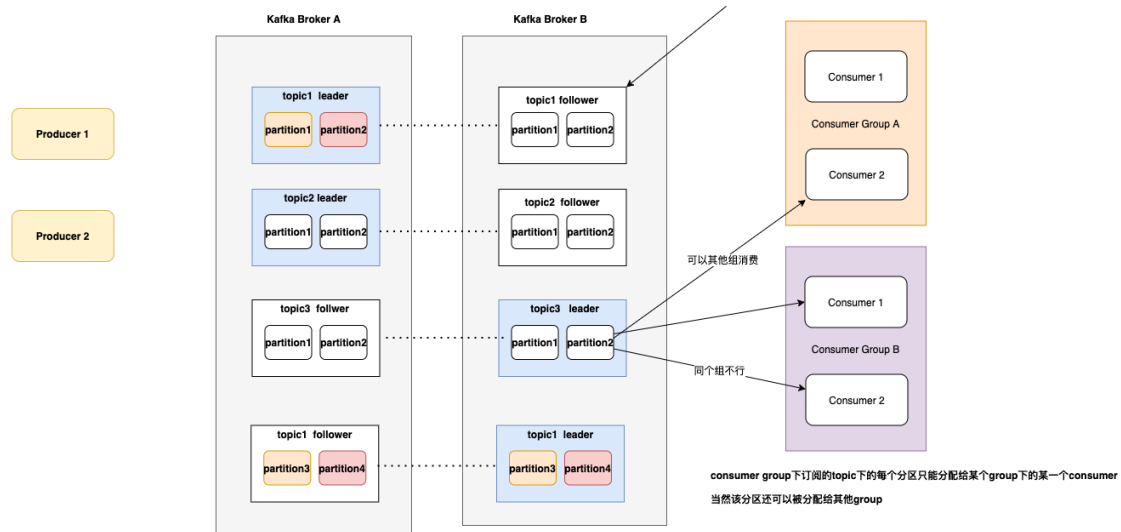 Kafka Broker A
Kafka Broker B
Producer 1
Producer 2
topic1 leader
partition1
partition2
topic2 leader
partition1
partition2
topic3 follwer
partition1
partition2
topic1 follower
partition3
partition4
topic1 follower
partition1
partition2
topic2 follower
partition1
partition2
topic3 leader
partition1
partition2
topic1 leader
partition3
partition4
可以其他组消费
同个组不行
Consumer 1
Consumer Group A
Consumer 2
Consumer 1
Consumer Group B
Consumer 2
consumer group下订阅的topic下的每个分区只能分配给某个group下的某一个consumer
当然该分区还可以被分配给其他group